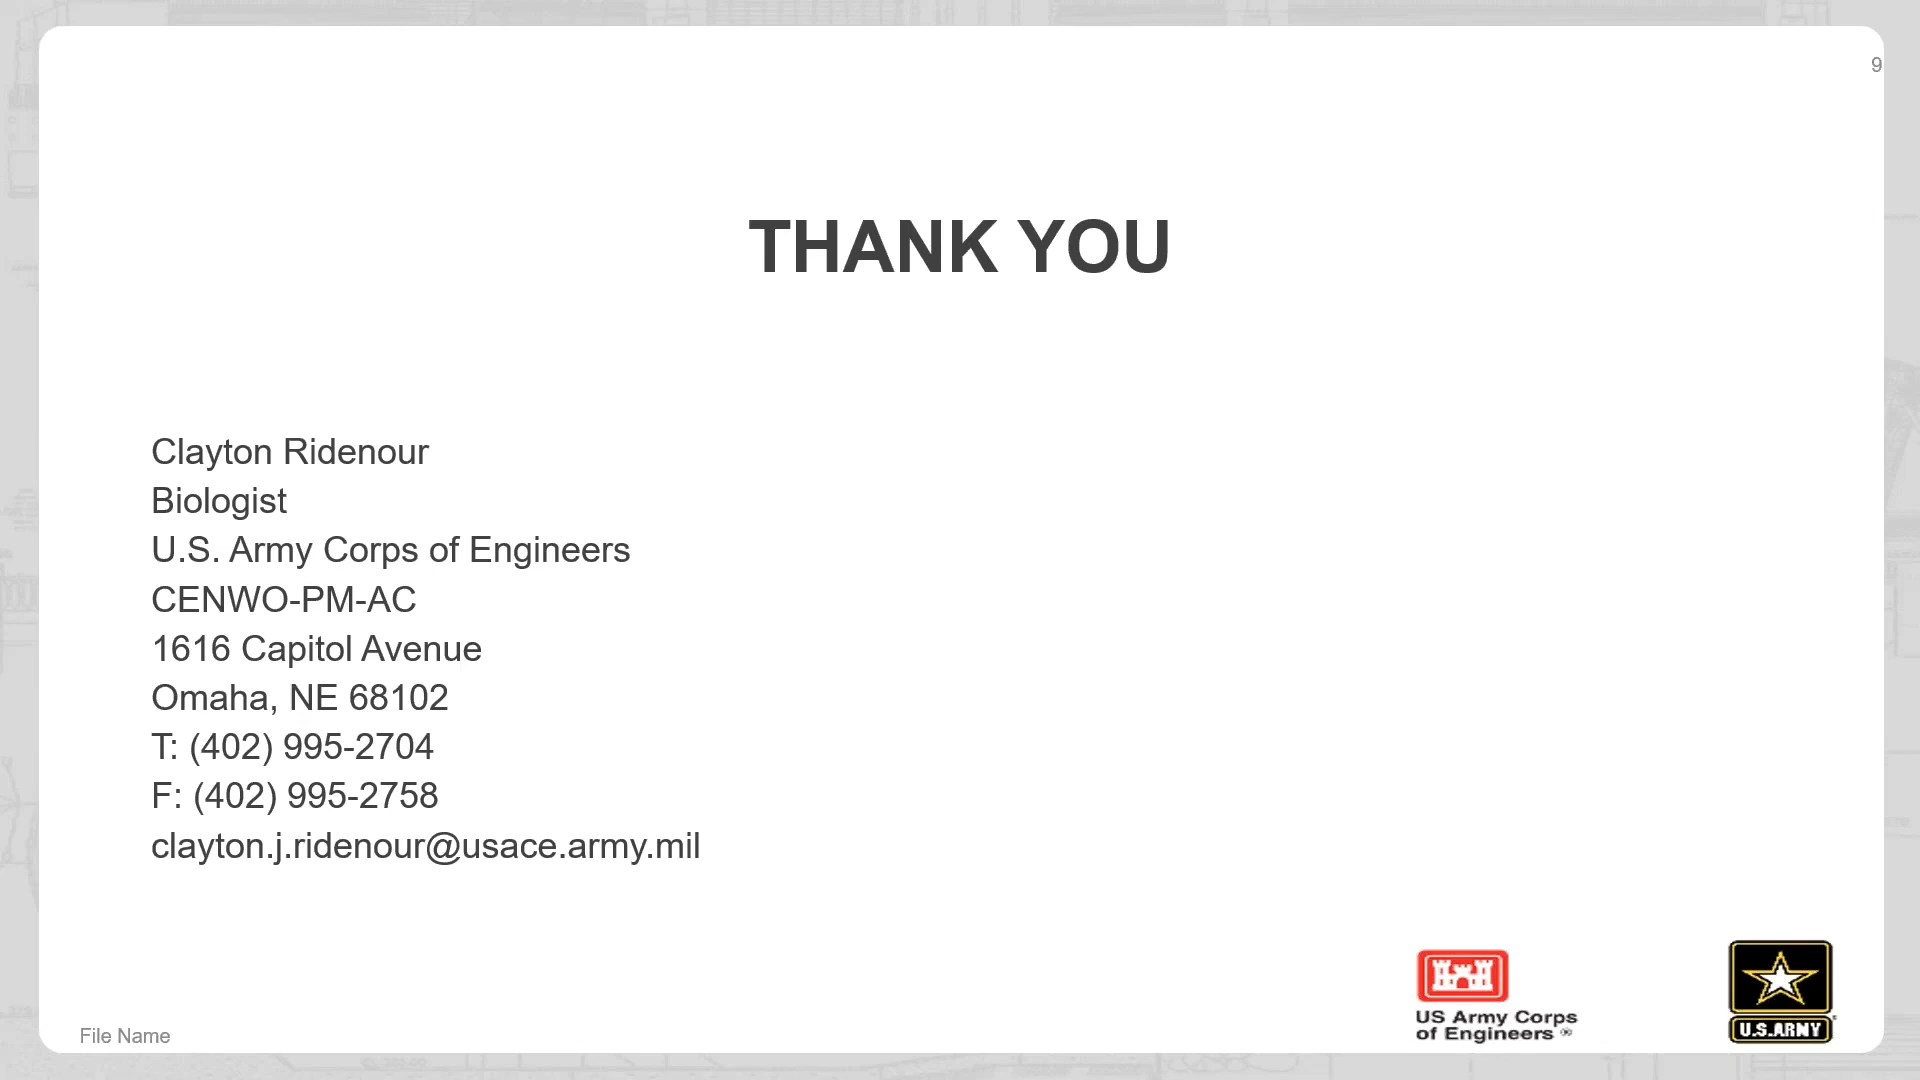 9
THANK YOU
Clayton Ridenour
Biologist
U.S. Army Corps of Engineers
CENWO-PM-AC
1616 Capitol Avenue
Omaha, NE 68102
T: (402) 995-2704
F: (402) 995-2758
clayton.j.ridenour@usace.army.mil
US Army Corps
of Engineers ®
U.S.ARMY
File Name